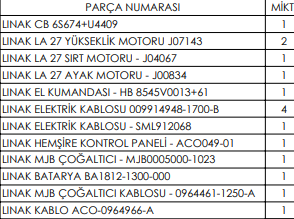 PARÇA NUMARASI MİKT
LINAK CB 6S674+U4409 1
LINAK LA 27 YÜKSEKLİK MOTORU J07143 2
LINAK LA 27 SIRT MOTORU - J04067 1
LINAK LA 27 AYAK MOTORU - J00834 1
LINAK EL KUMANDASI - HB 8545V0013+61 1
LINAK ELEKTRİK KABLOSU 009914948-1700-B 4
LINAK ELEKTRİK KABLOSU - SML912068 1
LINAK HEMŞİRE KONTROL PANELİ - ACO049-01 1
LINAK MJB ÇOĞALTICI - MJB0005000-1023 1
LINAK BATARYA BA1812-1300-000 1
LINAK MJB ÇOĞALTICI KABLOSU - 0964461-1250-A 1
LINAK KABLO ACO-0964966-A 1